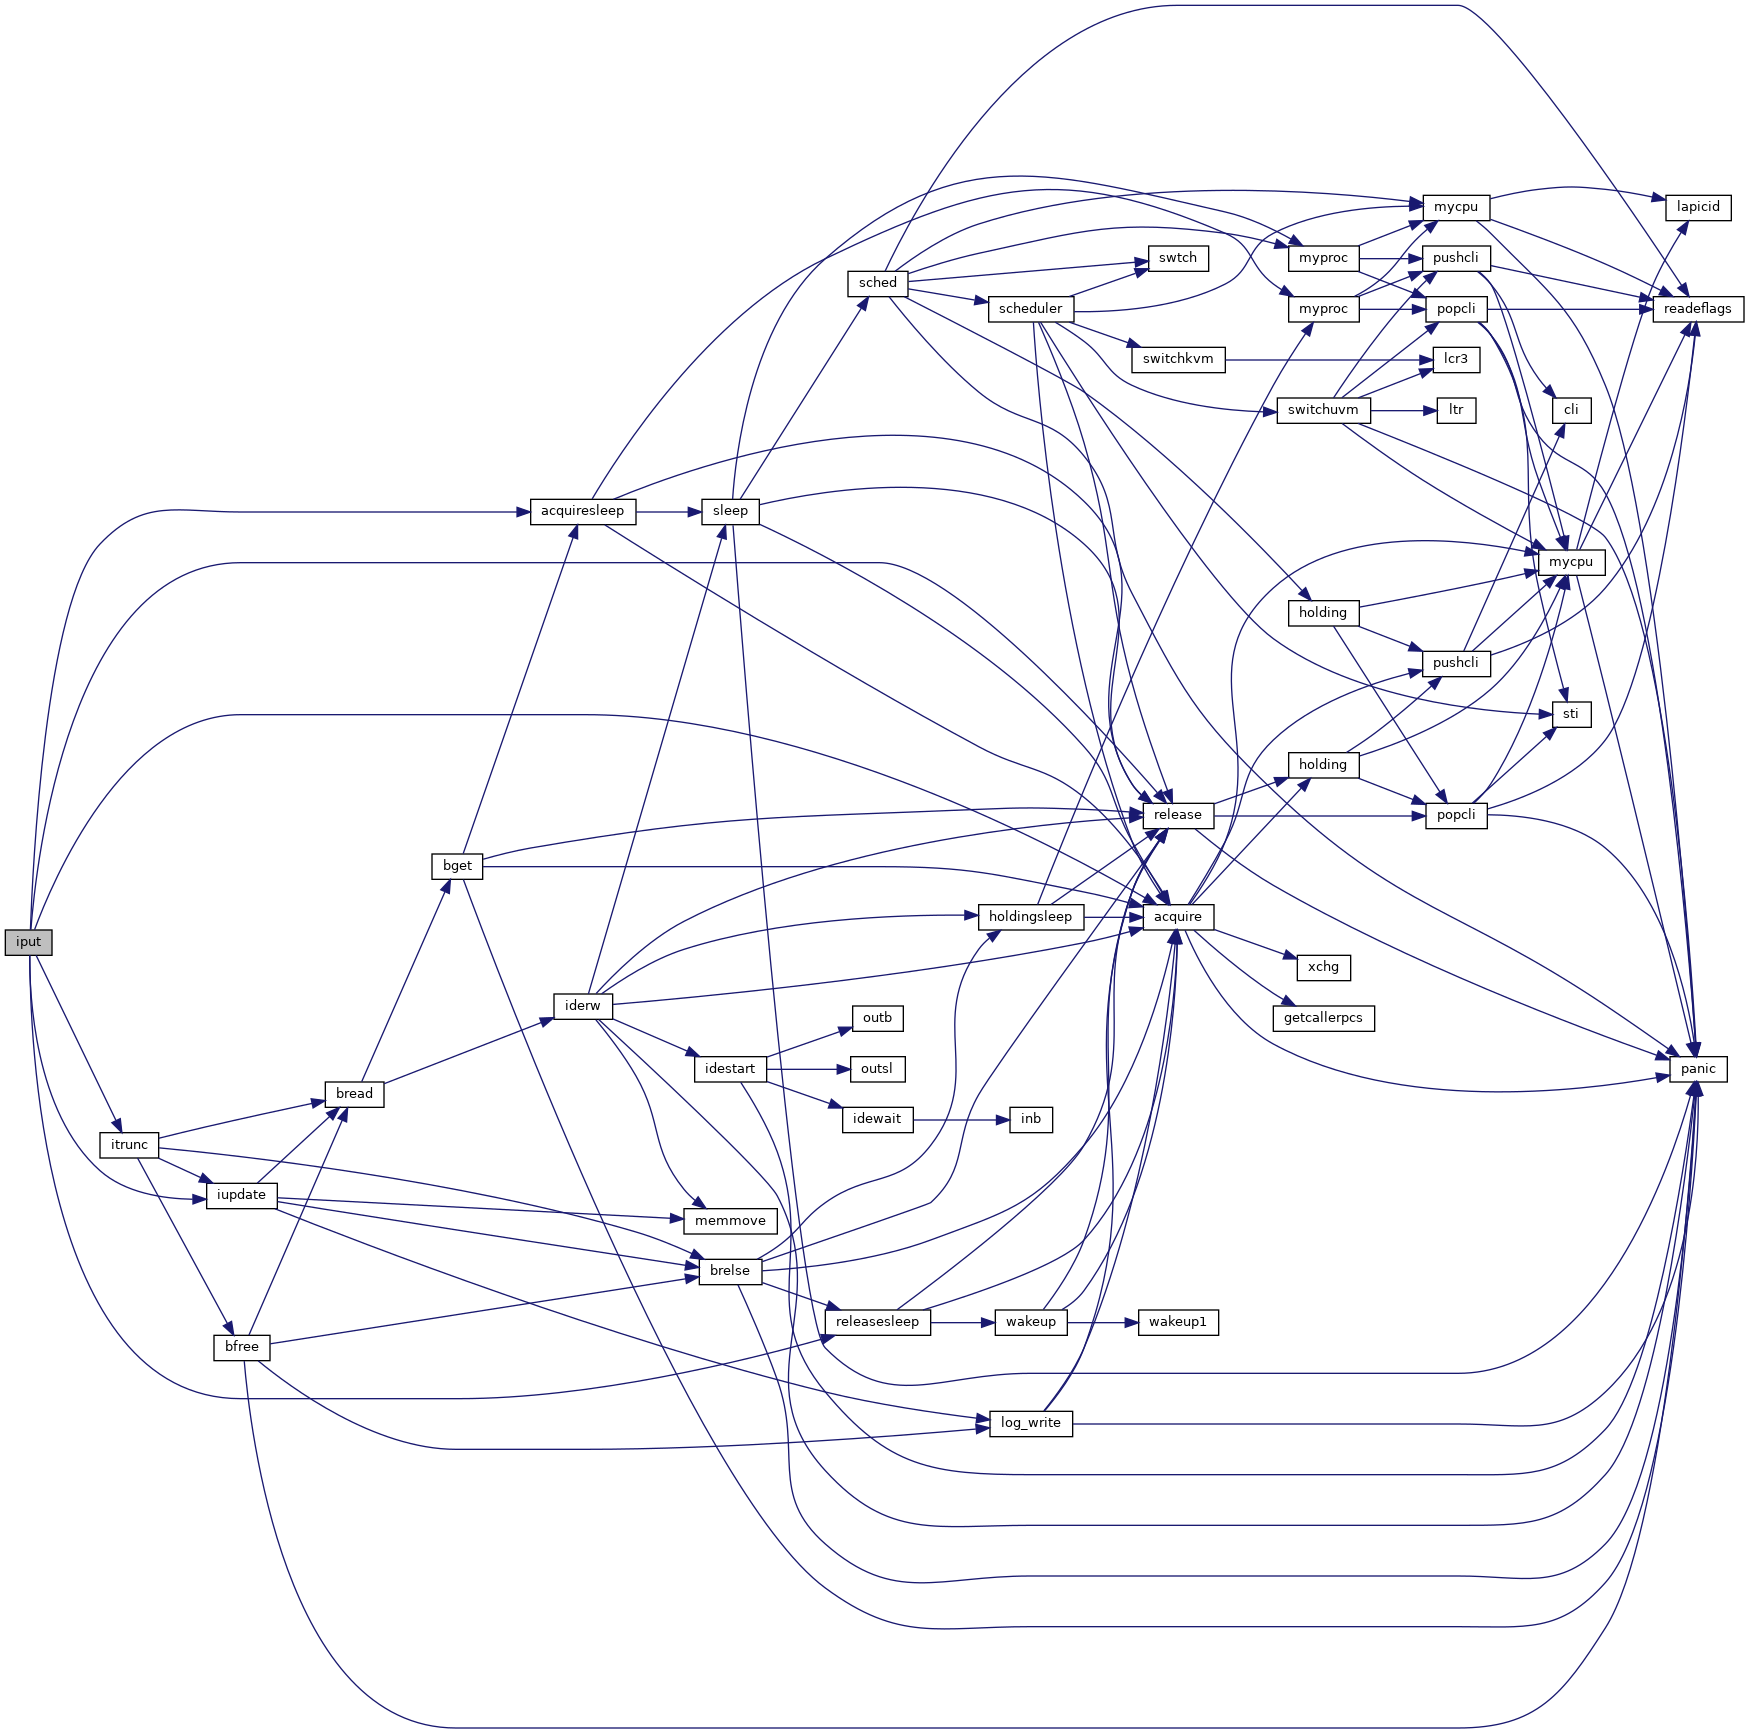 iput
itrunc
iupdate
bfree
bread
bget
acquiresleep
iderw
sleep
idestart
memmove
brelse
sched
outb
outsl
idewait
releasesleep
scheduler
holdingsleep
inb
wakeup
log_write
swtch
switchkvm
release
acquire
wakeup1
myproc
myproc
switchuvm
holding
holding
xchg
getcallerpcs
mycpu
pushcli
popcli
lcr3
ltr
pushcli
popcli
cli
mycpu
sti
lapicid
readeflags
panic